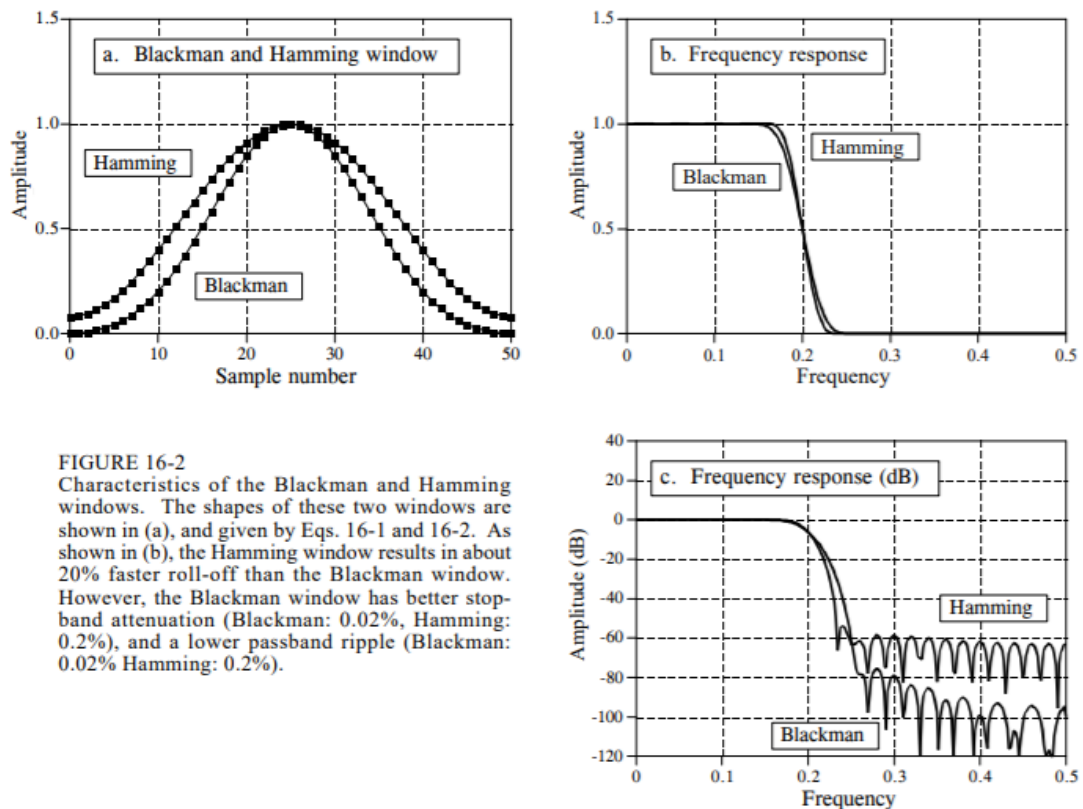 1.5
a. Blackman and Hamming window
1.0
Hamming
0.5
Blackman
0.0
0 10 20 30 40 50
Sample number
Amplitude
1.5
b. Frequency response
1.0
Hamming
Blackman
0.5
0.0
0 0.1 0.2 0.3 0.4 0.5
Frequency
Amplitude
FIGURE 16-2
Characteristics of the Blackman and Hamming
windows. The shapes of these two windows are
shown in (a), and given by Eqs. 16-1 and 16-2. As
shown in (b), the Hamming window results in about
20% faster roll-off than the Blackman window.
However, the Blackman window has better stop-
band attenuation (Blackman: 0.02%, Hamming:
0.2%), and a lower passband ripple (Blackman:
0.02% Hamming: 0.2%).
40
c. Frequency response (dB)
20
0
-20
-40
Hamming
-60
-80
-100
Blackman
-120
0 0.1 0.2 0.3 0.4 0.5
Frequency
Amplitude (dB)